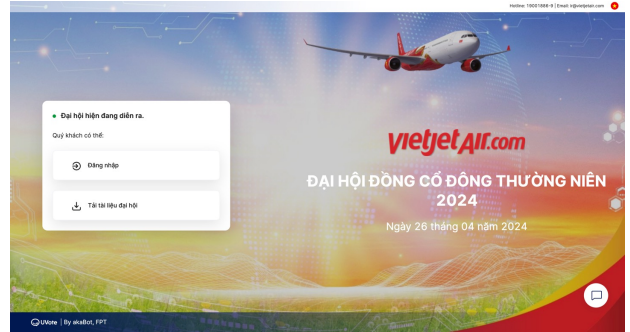 Hotline: 19001886-9 | Email: ir@vietjetair.com
Đại hội hiện đang diễn ra.
Quý khách có thể:
Đăng nhập
Tải tài liệu đại hội
vietjetAir.com
ĐẠI HỘI ĐỒNG CỔ ĐÔNG THƯỜNG NIÊN
2024
Ngày 26 tháng 04 năm 2024
UVote | By akaBot, FPT